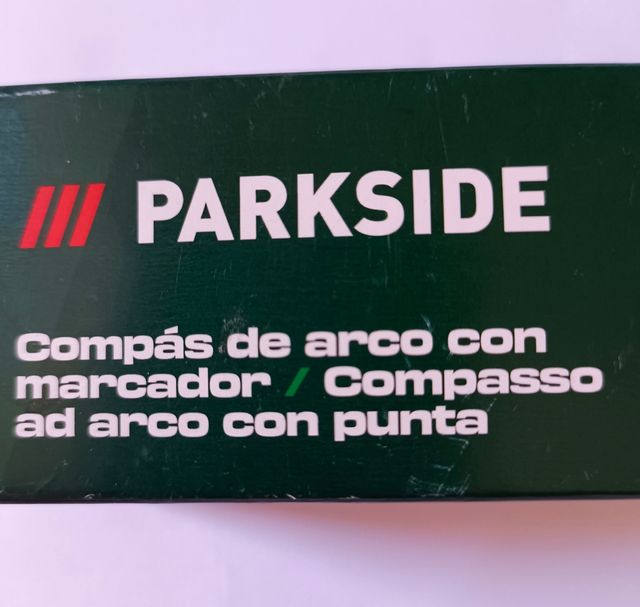 PARKSIDE
Compás de arco con
marcador / Compasso
ad arco con punta